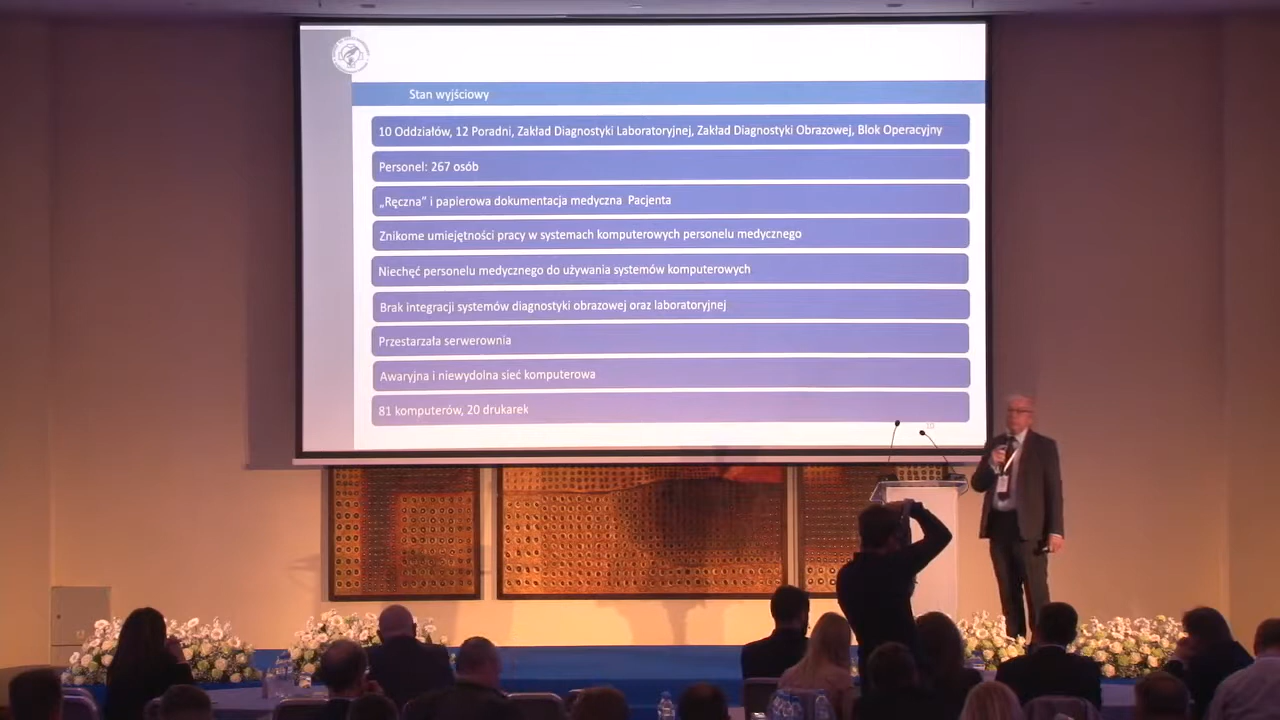 Stan wyjściowy
10 Oddziałów, 12 Poradni, Zakład Diagnostyki Laboratoryjnej, Zakład Diagnostyki Obrazowej, Blok Operacyjny
Personel: 267 osób
„Ręczna” i papierowa dokumentacja medyczna Pacjenta
Znikome umiejętności pracy w systemach komputerowych personelu medycznego
Niechęć personelu medycznego do używania systemów komputerowych
Brak integracji systemów diagnostyki obrazowej oraz laboratoryjnej
Przestarzała serwerownia
Awaryjna i niewydolna sieć komputerowa
81 komputerów, 20 drukarek